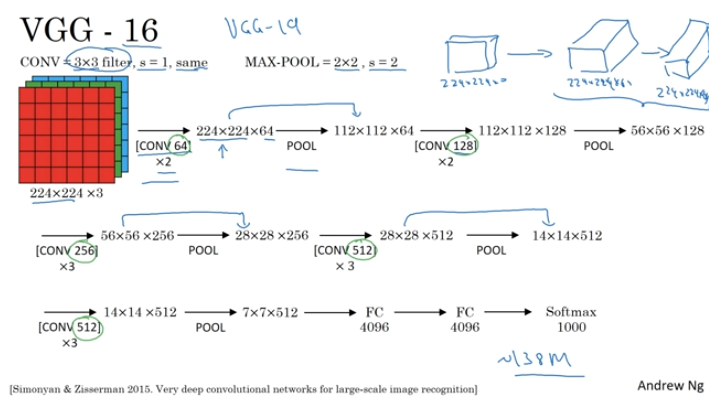 VGG - 16
VGG-19
CONV = 3×3 filter, s = 1, same
MAX-POOL = 2×2 , s = 2
224×224×3
224×224×64
224×224×64
224×224 ×3
[CONV 64]
×2
224×224×64
POOL
112×112 ×64
[CONV 128]
×2
112×112 ×128
POOL
56×56 ×128
[CONV 256]
×3
56×56 ×256
POOL
28×28 ×256
[CONV 512]
× 3
28×28 ×512
POOL
14×14×512
[CONV 512]
×3
14×14 ×512
POOL
7×7×512
FC
4096
FC
4096
Softmax
1000
~138M
[Simonyan & Zisserman 2015. Very deep convolutional networks for large-scale image recognition]
Andrew Ng